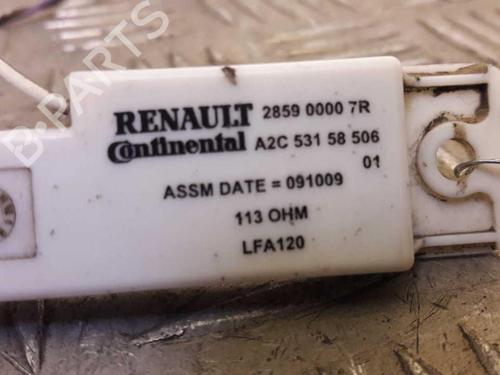 B-PARTS
RENAULT 2859 0000 7R
Continental A2C 531 58 506
01
ASSM DATE = 091009
113 OHM
LFA120